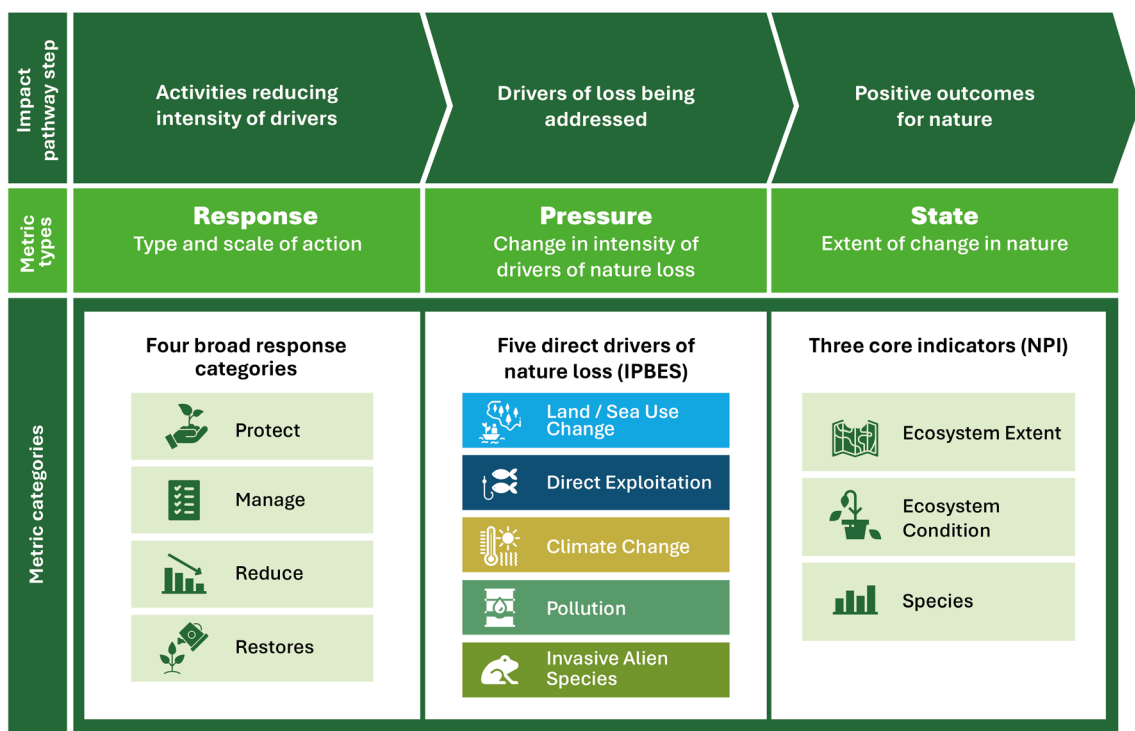 Impact
pathway step
Activities reducing
intensity of drivers
Drivers of loss being
addressed
Positive outcomes
for nature
Metric
types
Response
Type and scale of action
Pressure
Change in intensity of
drivers of nature loss
State
Extent of change in nature
Metric categories
Four broad response
categories
Protect
Manage
Reduce
Restores
Five direct drivers of
nature loss (IPBES)
Land / Sea Use
Change
Direct Exploitation
Climate Change
Pollution
Invasive Alien
Species
Three core indicators (NPI)
Ecosystem Extent
Ecosystem
Condition
Species